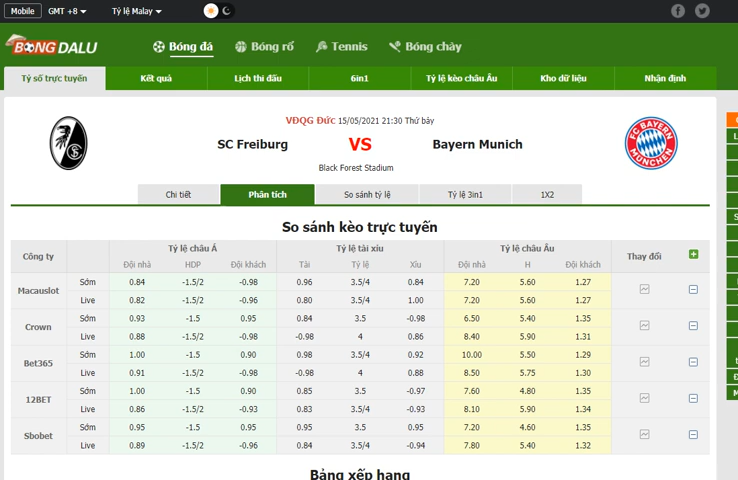 Mobile GMT +8 Tỷ lệ Malay
BONGDALU Bóng đá Bóng rổ Tennis Bóng chày
Tỷ số trực tuyến Kết quả Lịch thi đấu 6in1 Tỷ lệ kèo châu Âu Kho dữ liệu Nhận định
VĐQG Đức 15/05/2021 21:30 Thứ bảy
SC Freiburg VS Bayern Munich
Black Forest Stadium
Chi tiết Phân tích So sánh tỷ lệ Tỷ lệ 3in1 1X2
So sánh kèo trực tuyến
Công ty Tỷ lệ châu Á Tỷ lệ tài xỉu Tỷ lệ châu Âu Thay đổi
Đội nhà HDP Đội khách Tài Tỷ lệ Xỉu Đội nhà H Đội khách
Macauslot Sớm 0.84 -1.5/2 -0.98 0.96 3.5/4 0.84 7.20 5.60 1.27
Live 0.82 -1.5/2 -0.96 0.80 3.5/4 1.00 7.20 5.60 1.27
Crown Sớm 0.93 -1.5 0.95 0.84 3.5 -0.98 6.50 5.40 1.35
Live 0.88 -1.5/2 -0.98 -0.98 4 0.86 8.40 5.90 1.31
Bet365 Sớm 1.00 -1.5 0.90 0.98 3.5/4 0.92 10.00 5.50 1.29
Live 0.91 -1.5/2 -0.98 -0.98 4 0.88 8.50 5.75 1.30
12BET Sớm 1.00 -1.5 0.90 0.85 3.5 -0.97 7.60 4.80 1.35
Live 0.86 -1.5/2 -0.93 0.83 3.5/4 -0.93 8.10 5.90 1.34
Sbobet Sớm 0.95 -1.5 0.95 0.95 3.5 0.95 7.20 4.60 1.35
Live 0.89 -1.5/2 -0.96 0.84 3.5/4 -0.94 7.80 5.40 1.32
Bảng xếp hạng